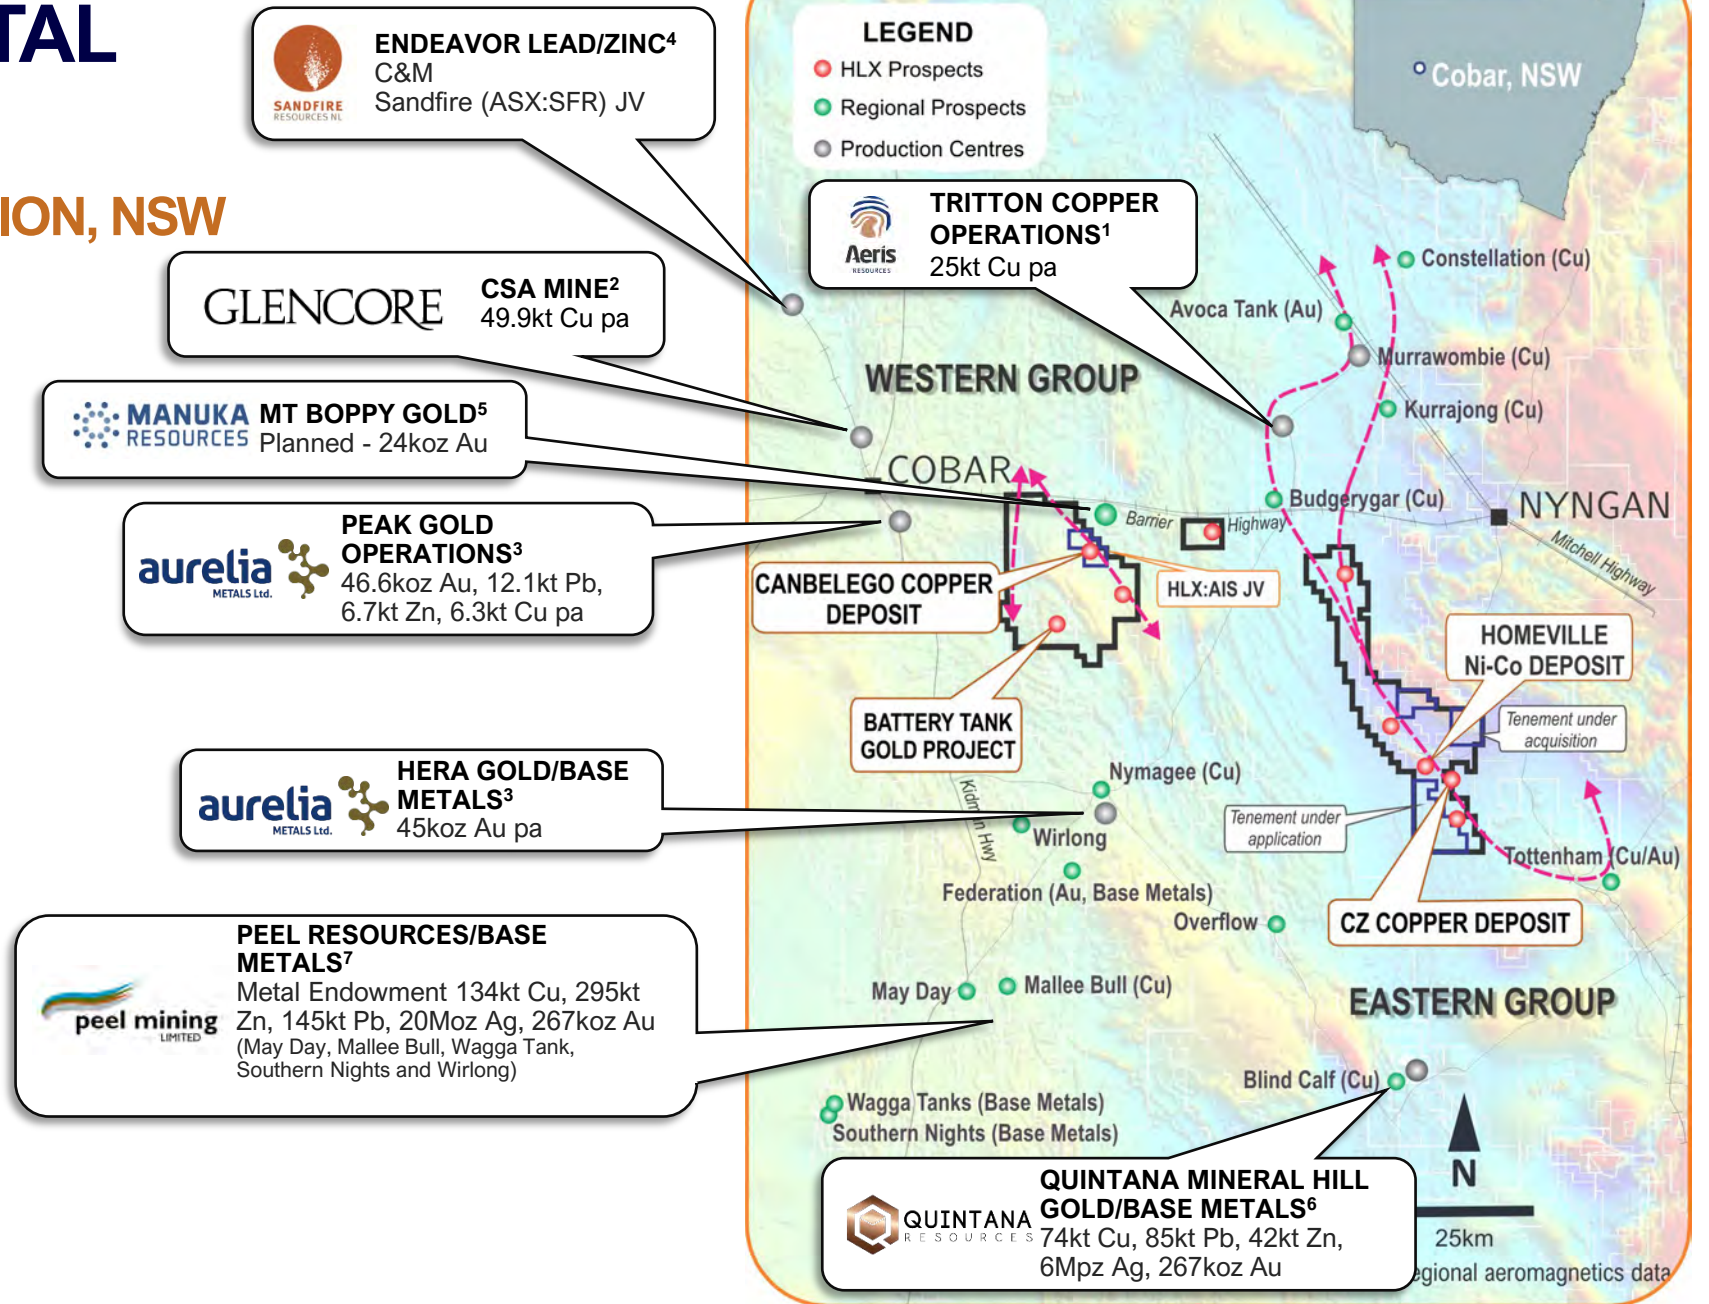 TAL
ION, NSW
SANDFIRE
RESOURCES NL
ENDEAVOR LEAD/ZINC⁴
C&M
Sandfire (ASX:SFR) JV
LEGEND
HLX Prospects
Regional Prospects
Production Centres
Cobar, NSW
Aeris
RESOURCES
TRITTON COPPER
OPERATIONS¹
25kt Cu pa
GLENCORE
CSA MINE²
49.9kt Cu pa
MANUKA
RESOURCES
MT BOPPY GOLD⁵
Planned - 24koz Au
aurelia
METALS Ltd.
PEAK GOLD
OPERATIONS³
46.6koz Au, 12.1kt Pb,
6.7kt Zn, 6.3kt Cu pa
aurelia
METALS Ltd.
HERA GOLD/BASE
METALS³
45koz Au pa
peel mining
LIMITED
PEEL RESOURCES/BASE
METALS⁷
Metal Endowment 134kt Cu, 295kt
Zn, 145kt Pb, 20Moz Ag, 267koz Au
(May Day, Mallee Bull, Wagga Tank,
Southern Nights and Wirlong)
Constellation (Cu)
Avoca Tank (Au)
Murrawombie (Cu)
WESTERN GROUP
Kurrajong (Cu)
COBAR
Budgerygar (Cu)
NYNGAN
Barrier
Highway
Mitchell Highway
CANBELEGO COPPER
DEPOSIT
HLX:AIS JV
HOMEVILLE
Ni-Co DEPOSIT
BATTERY TANK
GOLD PROJECT
Tenement under
acquisition
Nymagee (Cu)
Kidman Hwy
Wirlong
Tenement under
application
Tottenham (Cu/Au)
Federation (Au, Base Metals)
Overflow
CZ COPPER DEPOSIT
May Day
Mallee Bull (Cu)
EASTERN GROUP
Blind Calf (Cu)
Wagga Tanks (Base Metals)
Southern Nights (Base Metals)
N
25km
egional aeromagnetics data
QUINTANA
RESOURCES
QUINTANA MINERAL HILL
GOLD/BASE METALS⁶
74kt Cu, 85kt Pb, 42kt Zn,
6Mpz Ag, 267koz Au